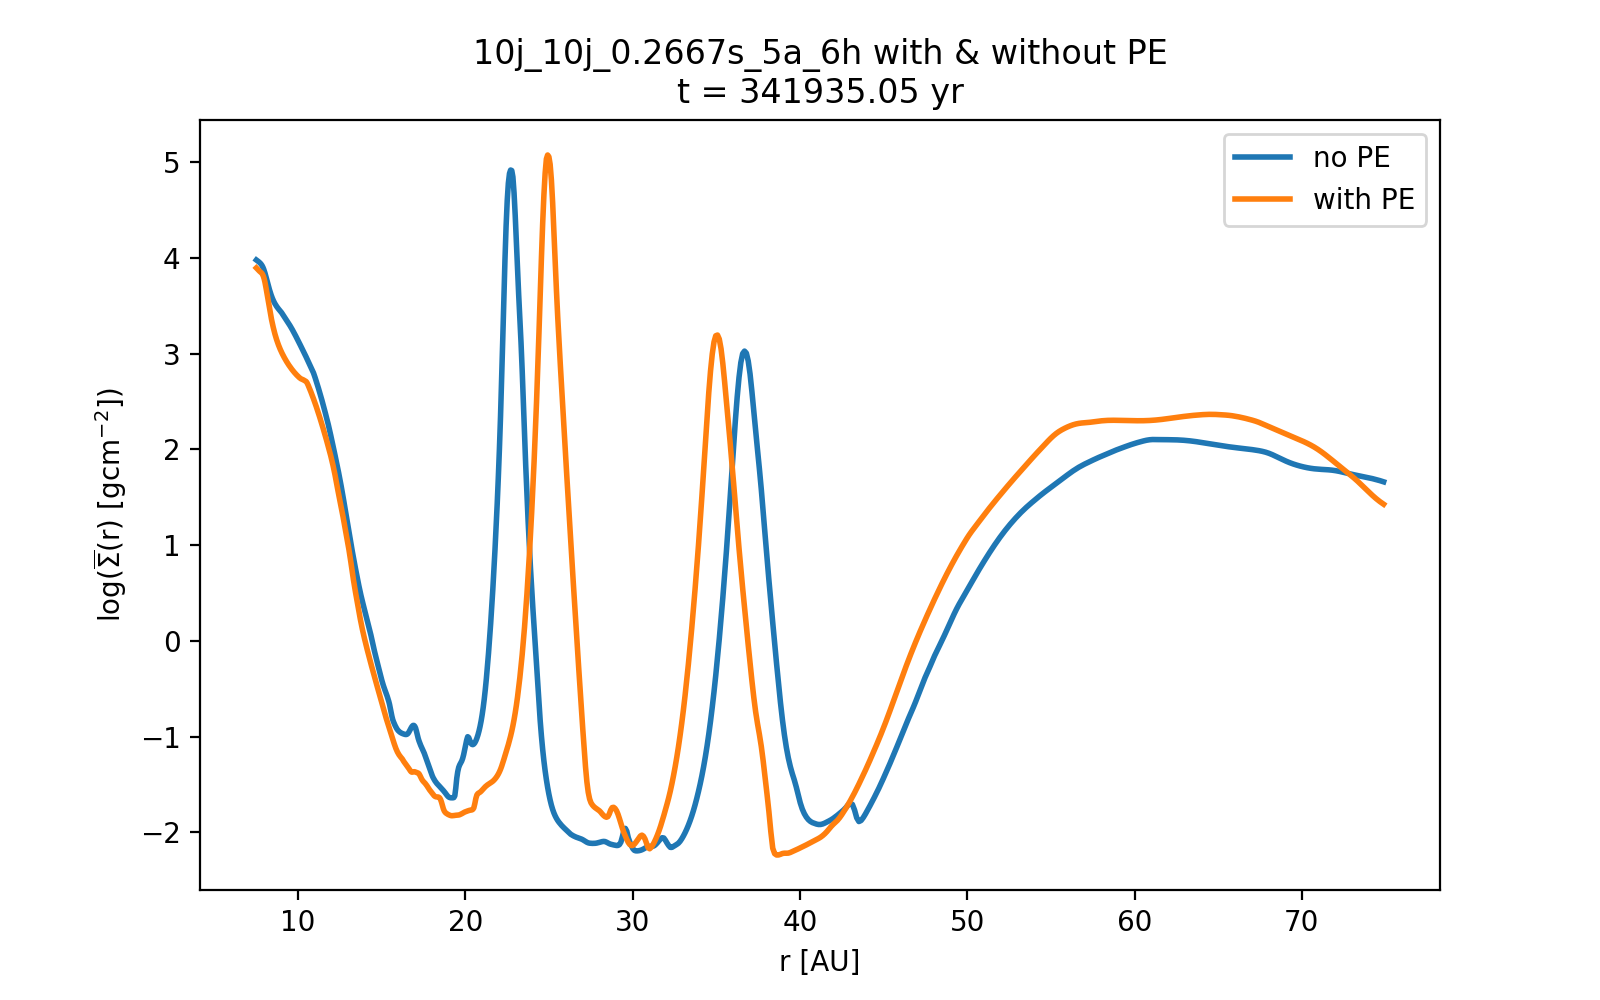 10j_10j_0.2667s_5a_6h with & without PE
t = 341935.05 yr
no PE
with PE
5
4
3
2
1
0
−1
−2
log(Σ̅(r) [gcm⁻²])
10 20 30 40 50 60 70
r [AU]